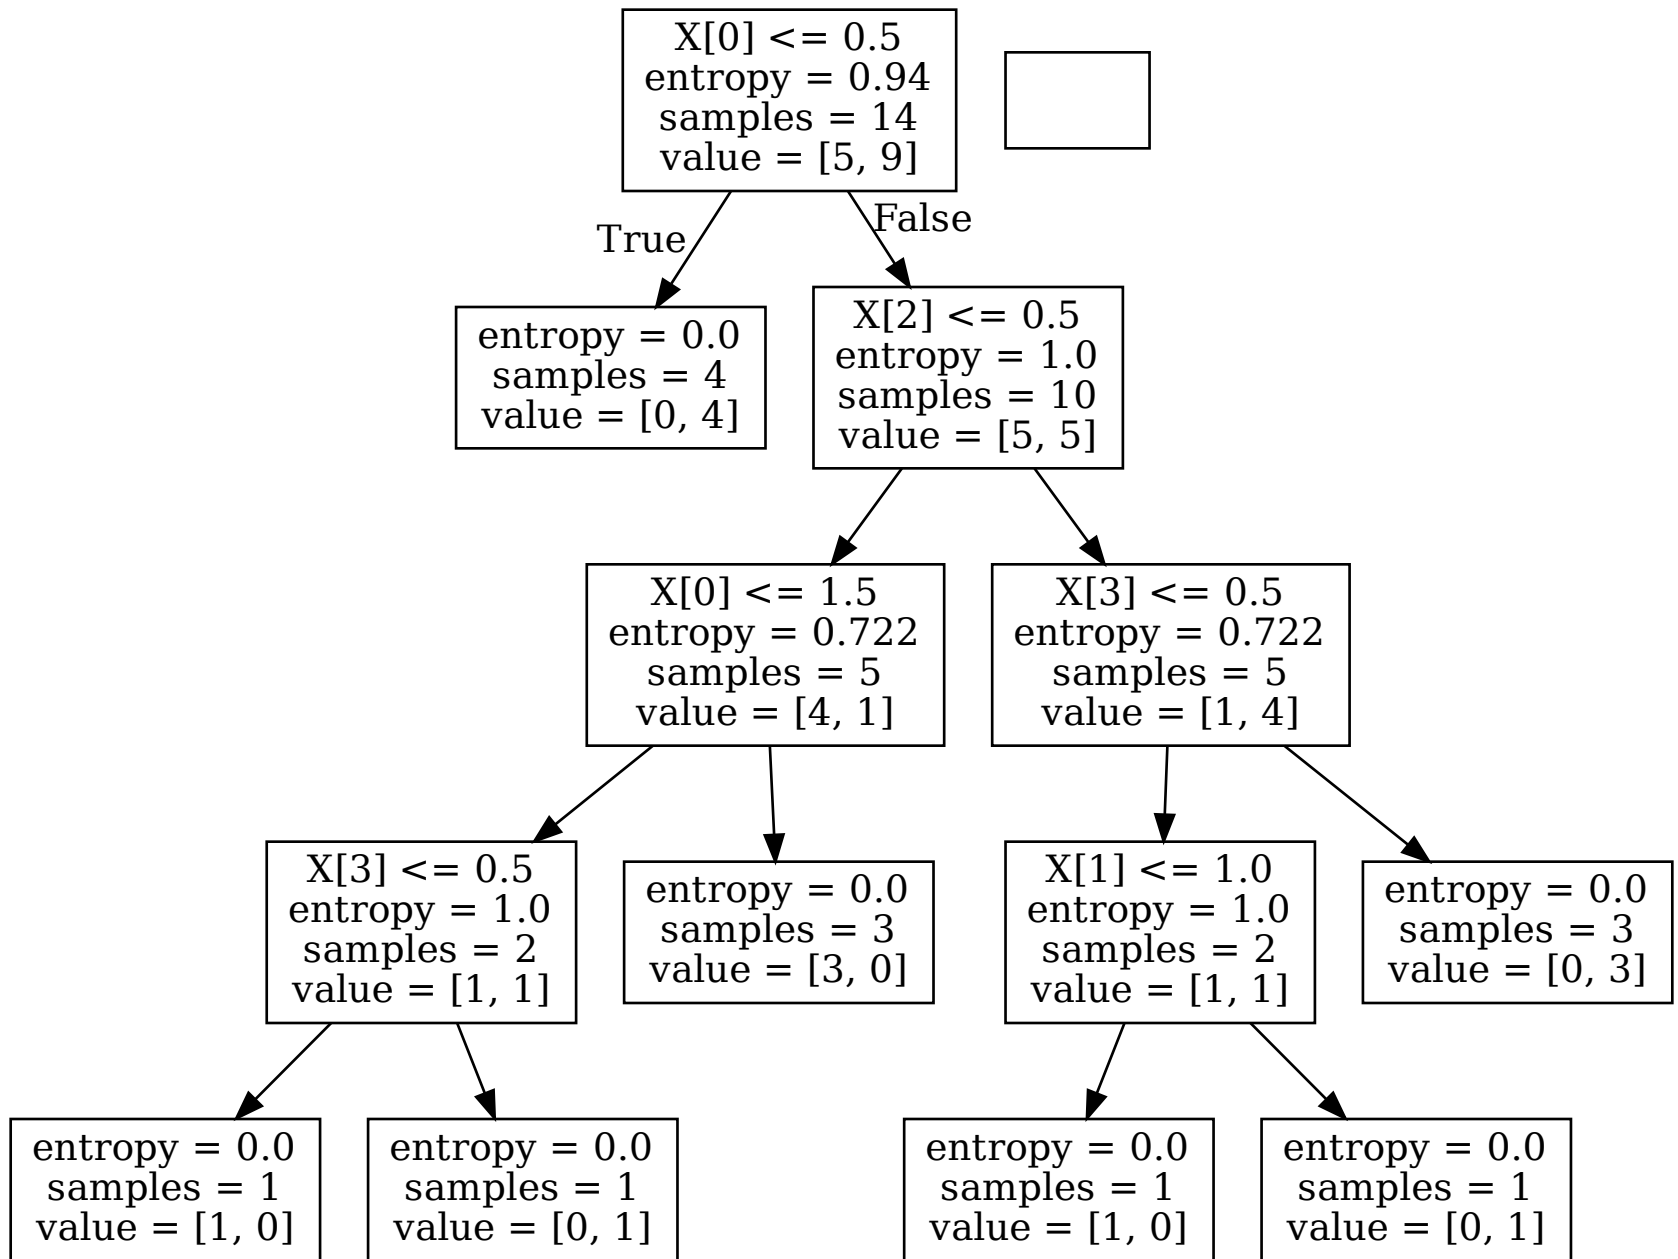 X[0] <= 0.5
entropy = 0.94
samples = 14
value = [5, 9]
True
False
entropy = 0.0
samples = 4
value = [0, 4]
X[2] <= 0.5
entropy = 1.0
samples = 10
value = [5, 5]
X[0] <= 1.5
entropy = 0.722
samples = 5
value = [4, 1]
X[3] <= 0.5
entropy = 0.722
samples = 5
value = [1, 4]
X[3] <= 0.5
entropy = 1.0
samples = 2
value = [1, 1]
entropy = 0.0
samples = 3
value = [3, 0]
X[1] <= 1.0
entropy = 1.0
samples = 2
value = [1, 1]
entropy = 0.0
samples = 3
value = [0, 3]
entropy = 0.0
samples = 1
value = [1, 0]
entropy = 0.0
samples = 1
value = [0, 1]
entropy = 0.0
samples = 1
value = [1, 0]
entropy = 0.0
samples = 1
value = [0, 1]